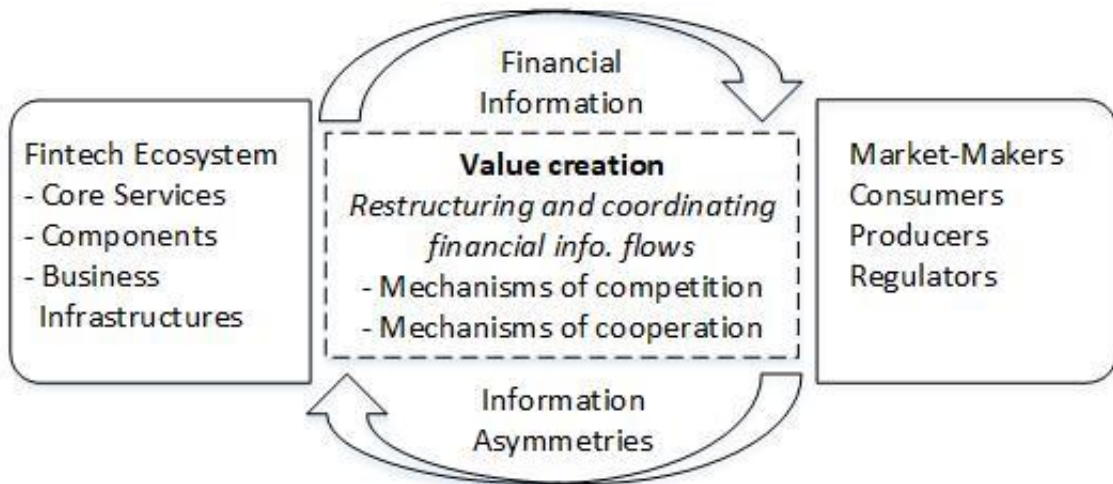 Financial
Information
Fintech Ecosystem
- Core Services
- Components
- Business
Infrastructures
Value creation
Restructuring and coordinating
financial info. flows
- Mechanisms of competition
- Mechanisms of cooperation
Market-Makers
Consumers
Producers
Regulators
Information
Asymmetries